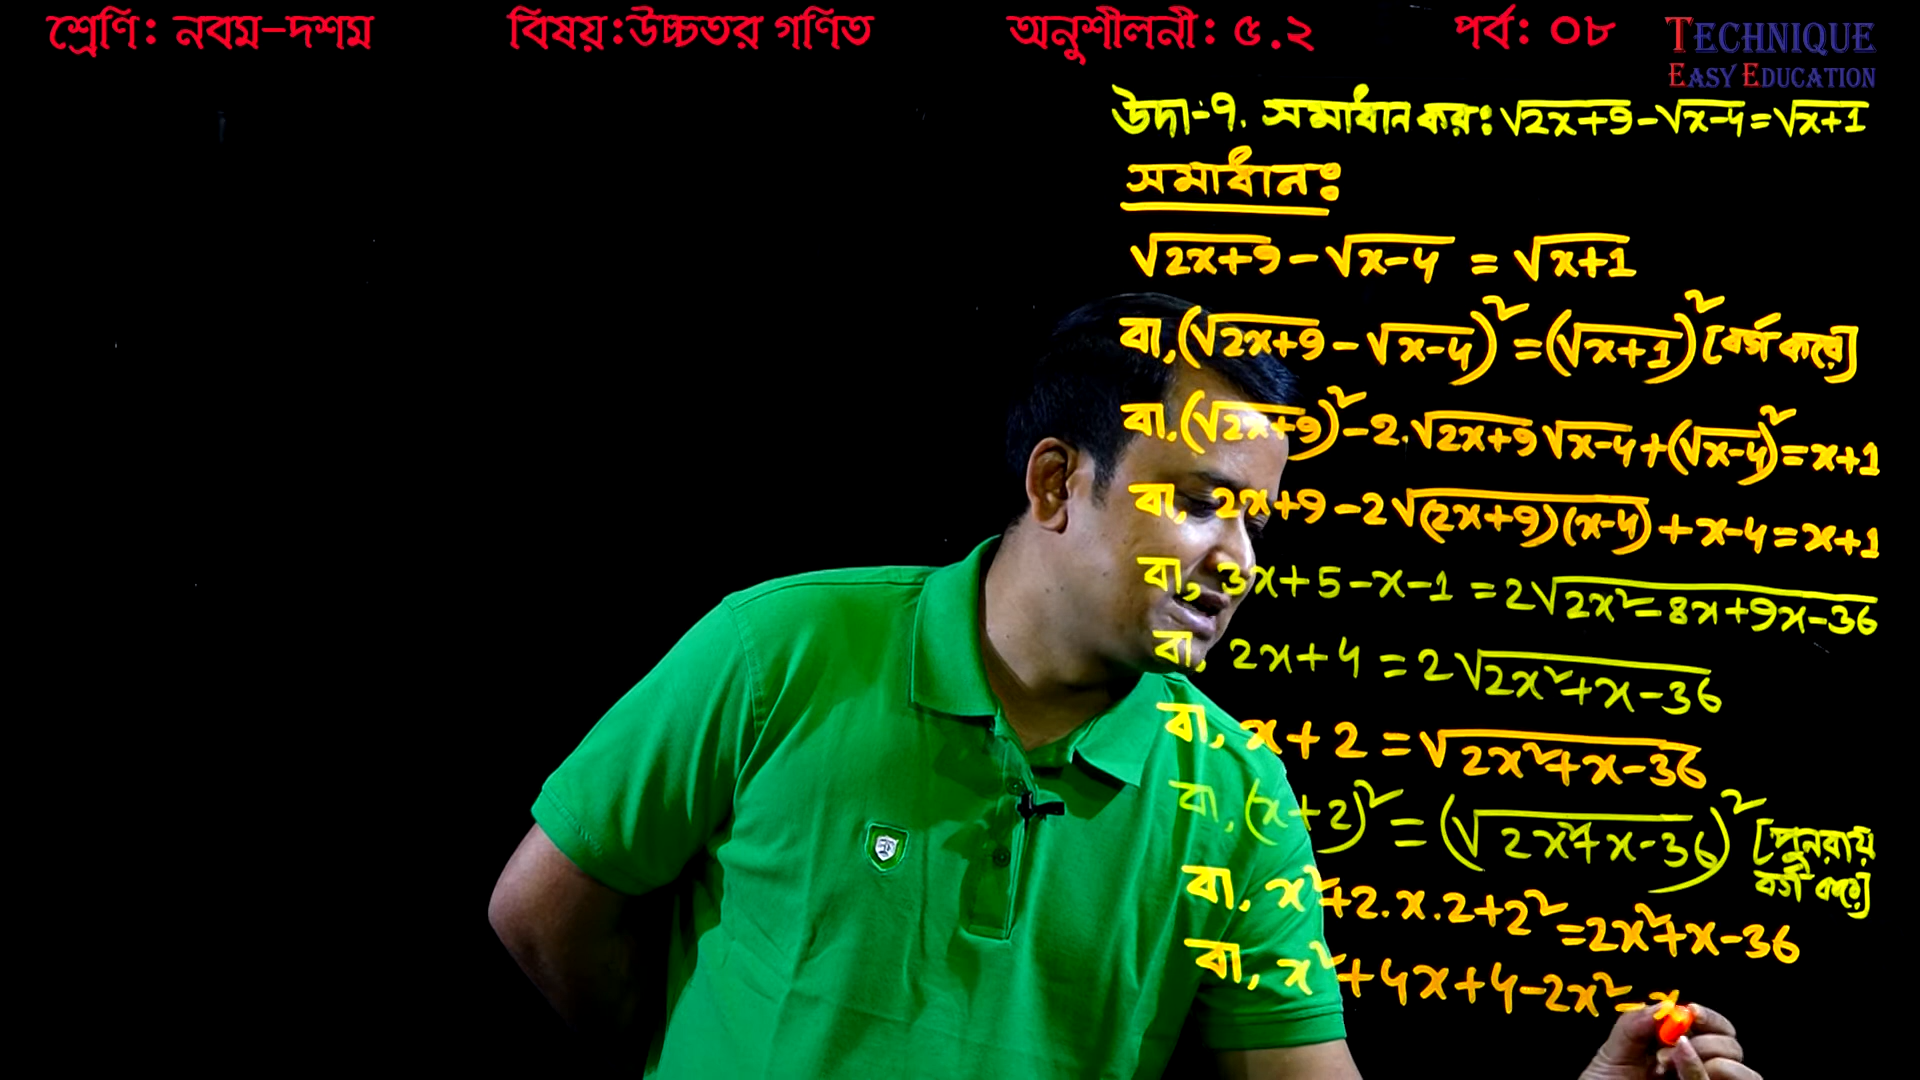 শ্রেণি: নবম-দশম বিষয়:উচ্চতর গণিত অনুশীলনী: ৫.২ পর্ব: ০৮
TECHNIQUE
EASY EDUCATION
উদা-৭. সমাধান কর: √2x+9-√x-4=√x+1
সমাধান:
√2x+9-√x-4 = √x+1
বা, (√2x+9-√x-4)²=(√x+1)² [বর্গ করে]
বা, (√2x+9)²-2.√2x+9√x-4+(√x-4)²=x+1
বা, 2x+9-2√(2x+9)(x-4)+x-4=x+1
বা, 3x+5-x-1 =2√2x²-8x+9x-36
বা, 2x+4 =2√2x²+x-36
বা, x+2 =√2x²+x-36
বা, (x+2)² = (√2x²+x-36)² [পুনরায়
বর্গ করে]
বা, x²+2.x.2+2²=2x²+x-36
বা, x²+4x+4-2x²-x